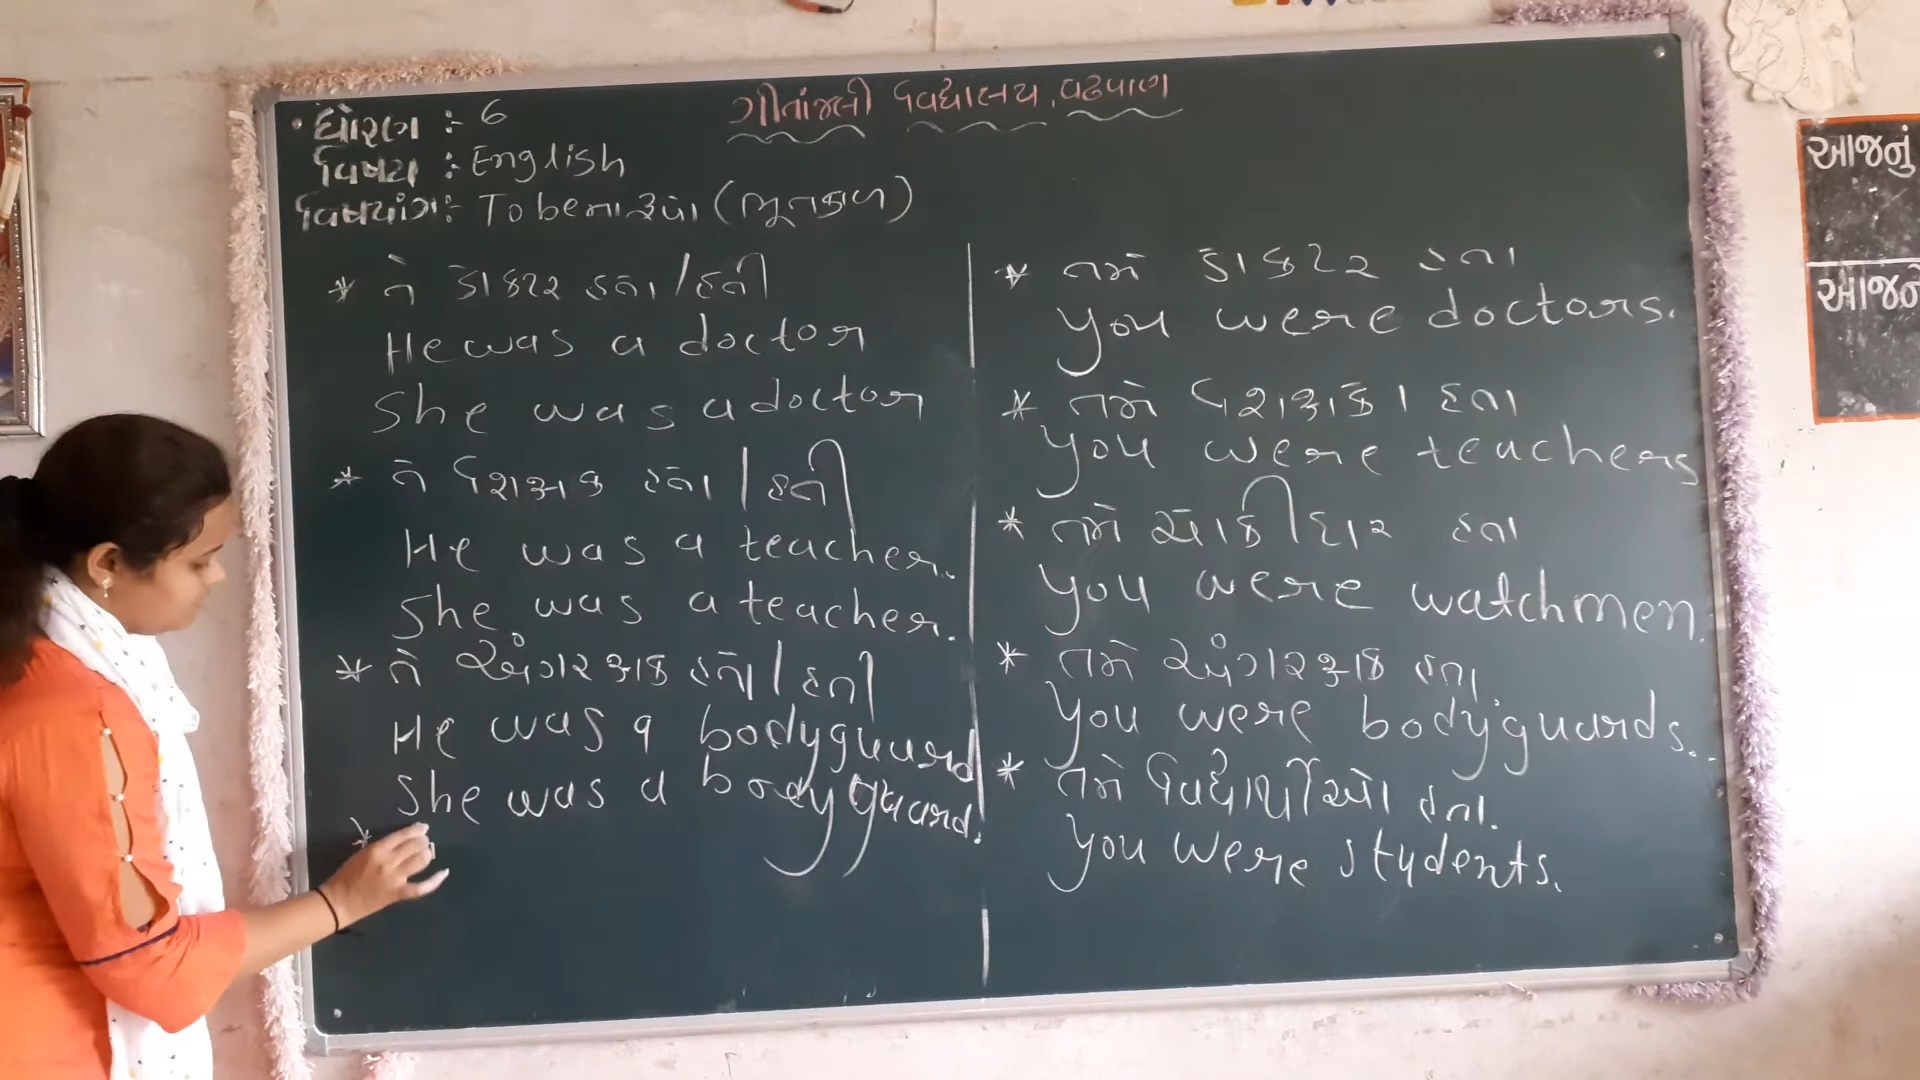 ગીતાંજલી વિદ્યાલય, વઢવાણ
ધોરણ :- 6
વિષય :- English
વિષયાંગ :- To be ના રૂપો (ભૂતકાળ)
* તે ડોક્ટર હતા/હતી
He was a doctor
She was a doctor
* તે શિક્ષક હતા/હતી
He was a teacher.
She was a teacher.
* તે અંગરક્ષક હતો/હતી
He was a bodyguard
She was a bodyguard.
*
* તમે ડોક્ટર હતા
You were doctors.
* તમે શિક્ષકો હતા
You were teachers
* તમે ચોકીદાર હતા
You were watchmen.
* તમે અંગરક્ષક હતા.
You were bodyguards.
* તમે વિદ્યાર્થીઓ હતા.
You were students.
આજનું